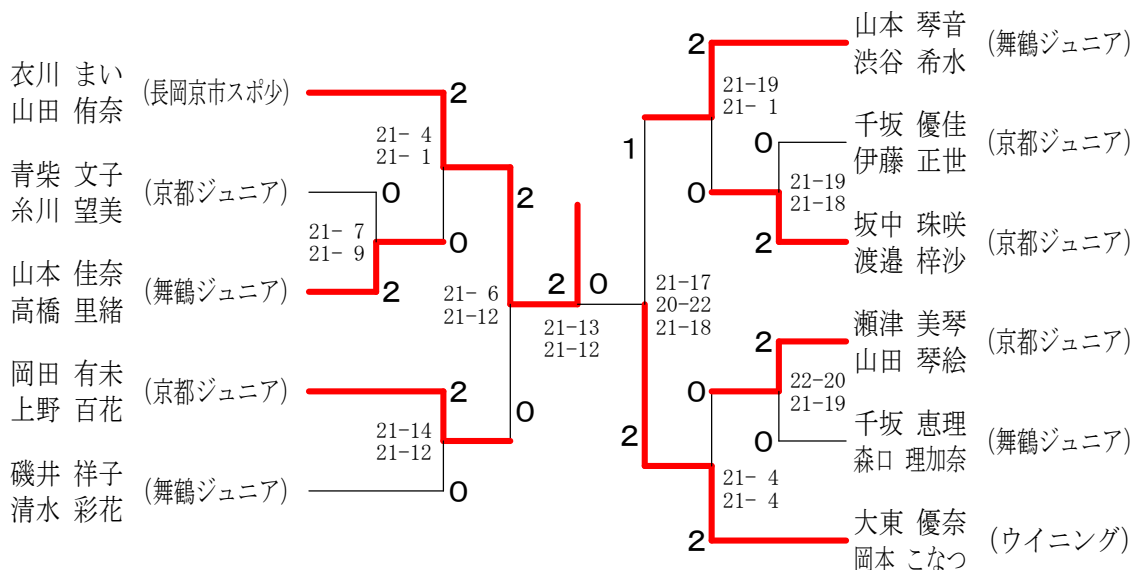 衣川 まい
山田 侑奈
(長岡京市スポ少)
2
21- 4
21- 1
青柴 文子
糸川 望美
(京都ジュニア)
0
21- 7
21- 9
0
山本 佳奈
高橋 里緒
(舞鶴ジュニア)
2
2
21- 6
21-12
岡田 有未
上野 百花
(京都ジュニア)
2
0
21-14
21-12
磯井 祥子
清水 彩花
(舞鶴ジュニア)
0
2
0
21-13
21-12
山本 琴音
渋谷 希水
(舞鶴ジュニア)
2
21-19
21- 1
1
千坂 優佳
伊藤 正世
(京都ジュニア)
0
21-19
21-18
0
坂中 珠咲
渡邉 梓沙
(京都ジュニア)
2
21-17
20-22
21-18
瀬津 美琴
山田 琴絵
(京都ジュニア)
2
22-20
21-19
0
千坂 恵理
森口 理加奈
(舞鶴ジュニア)
0
2
21- 4
21- 4
大東 優奈
岡本 こなつ
(ウイニング)
2